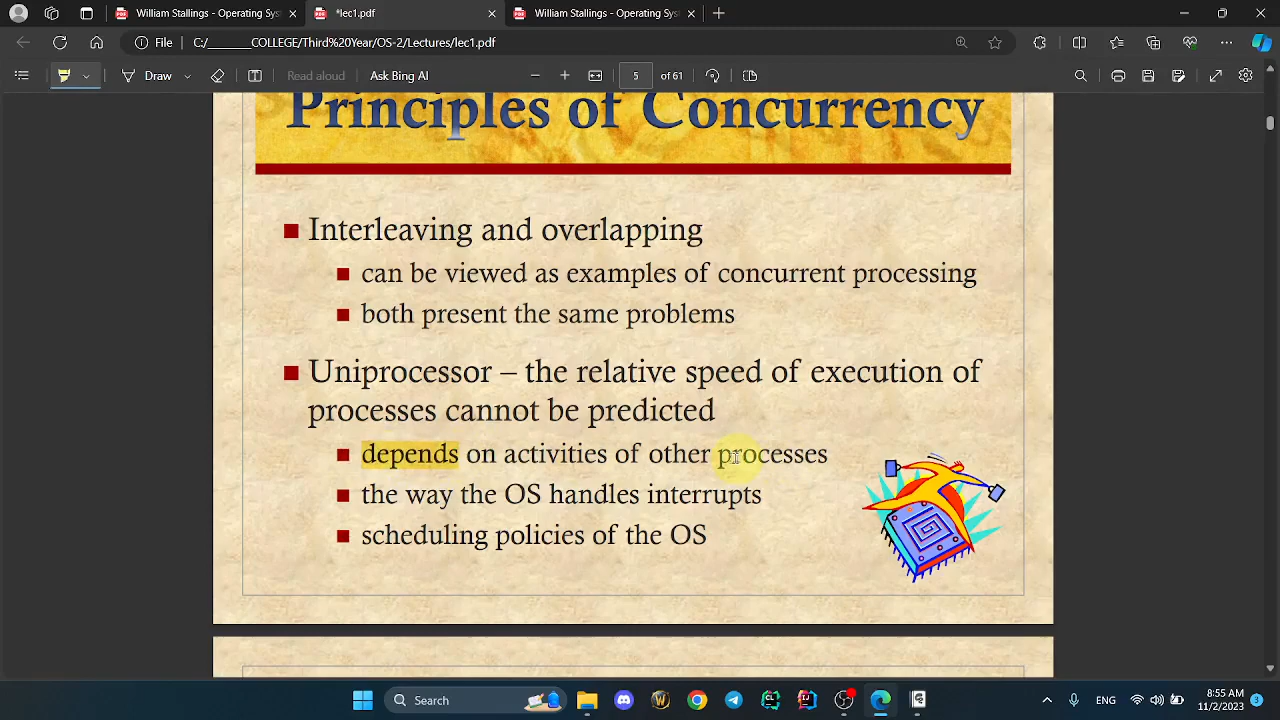 William Stallings - Operating Sys
*lec1.pdf
William Stallings - Operating Sys
File C:/______COLLEGE/Third%20Year/OS-2/Lectures/lec1.pdf
Draw Read aloud Ask Bing AI 5 of 61
Principles of Concurrency
Interleaving and overlapping
can be viewed as examples of concurrent processing
both present the same problems
Uniprocessor – the relative speed of execution of
processes cannot be predicted
depends on activities of other processes
the way the OS handles interrupts
scheduling policies of the OS
Search
ENG
8:55 AM